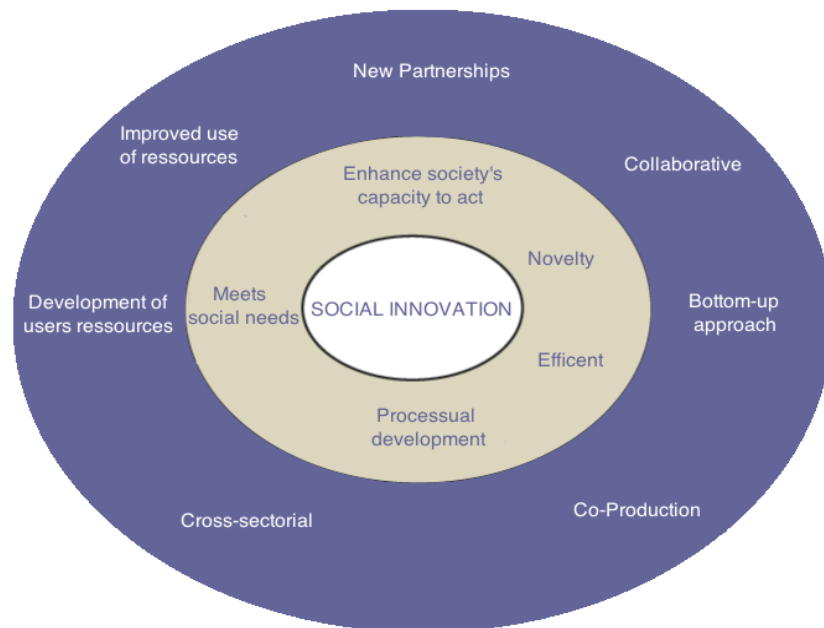 New Partnerships
Improved use
of ressources
Collaborative
Enhance society's
capacity to act
Novelty
Development of
users ressources
Meets
social needs
SOCIAL INNOVATION
Bottom-up
approach
Efficent
Processual
development
Cross-sectorial
Co-Production